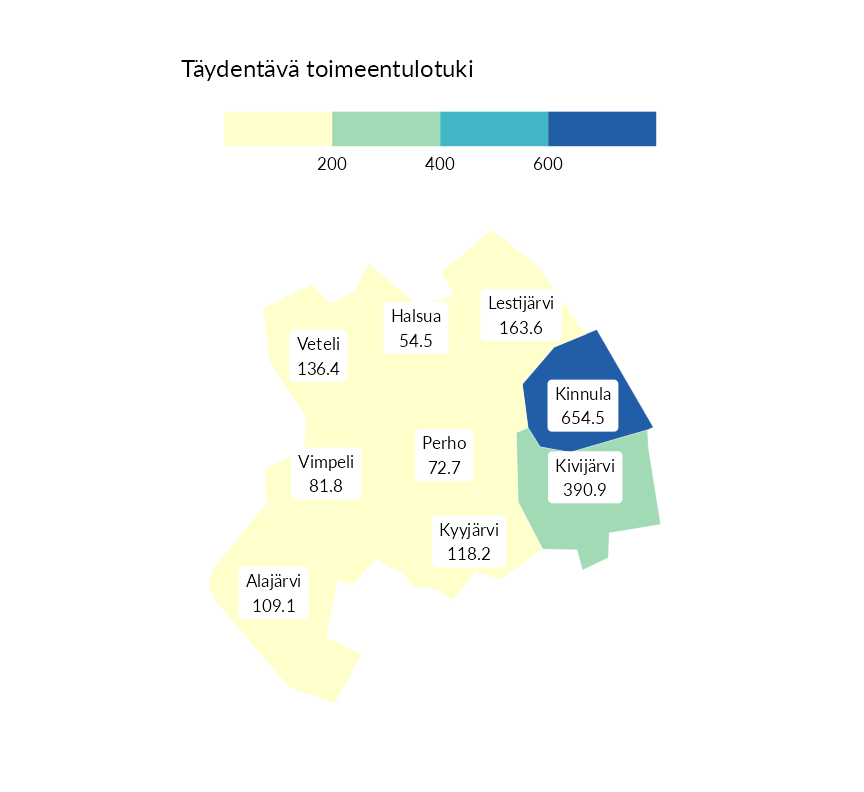 Täydentävä toimeentulotuki
200
400
600
Lestijärvi
163.6
Halsua
54.5
Veteli
136.4
Kinnula
654.5
Perho
72.7
Vimpeli
81.8
Kivijärvi
390.9
Kyyjärvi
118.2
Alajärvi
109.1